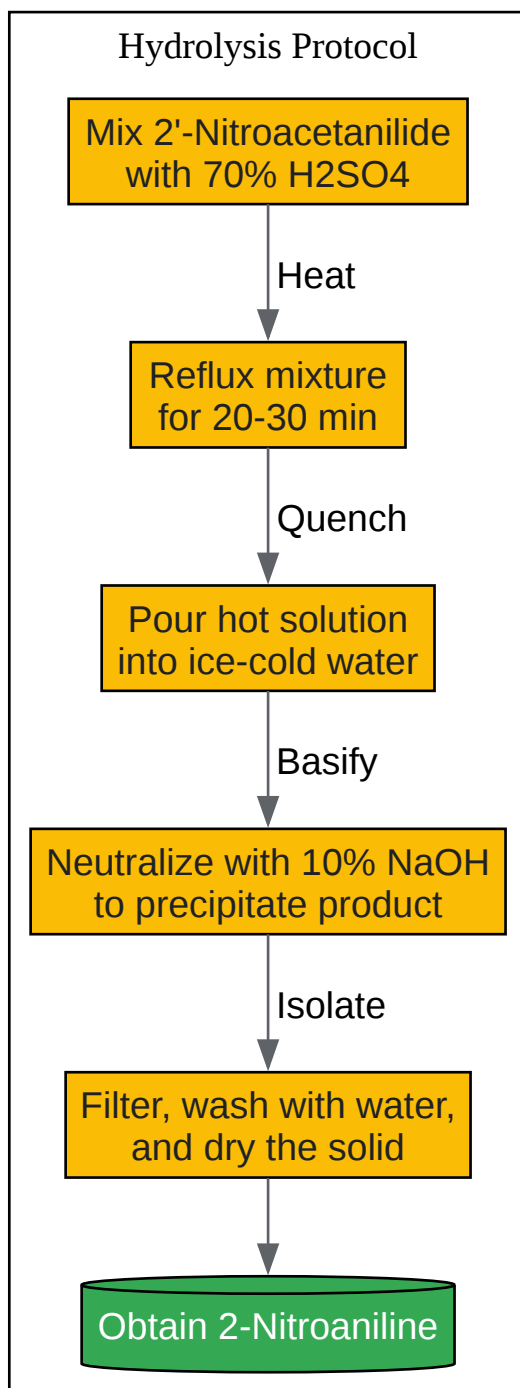 Hydrolysis Protocol
Mix 2'-Nitroacetanilide
with 70% H2SO4
Heat
Reflux mixture
for 20-30 min
Quench
Pour hot solution
into ice-cold water
Basify
Neutralize with 10% NaOH
to precipitate product
Isolate
Filter, wash with water,
and dry the solid
Obtain 2-Nitroaniline